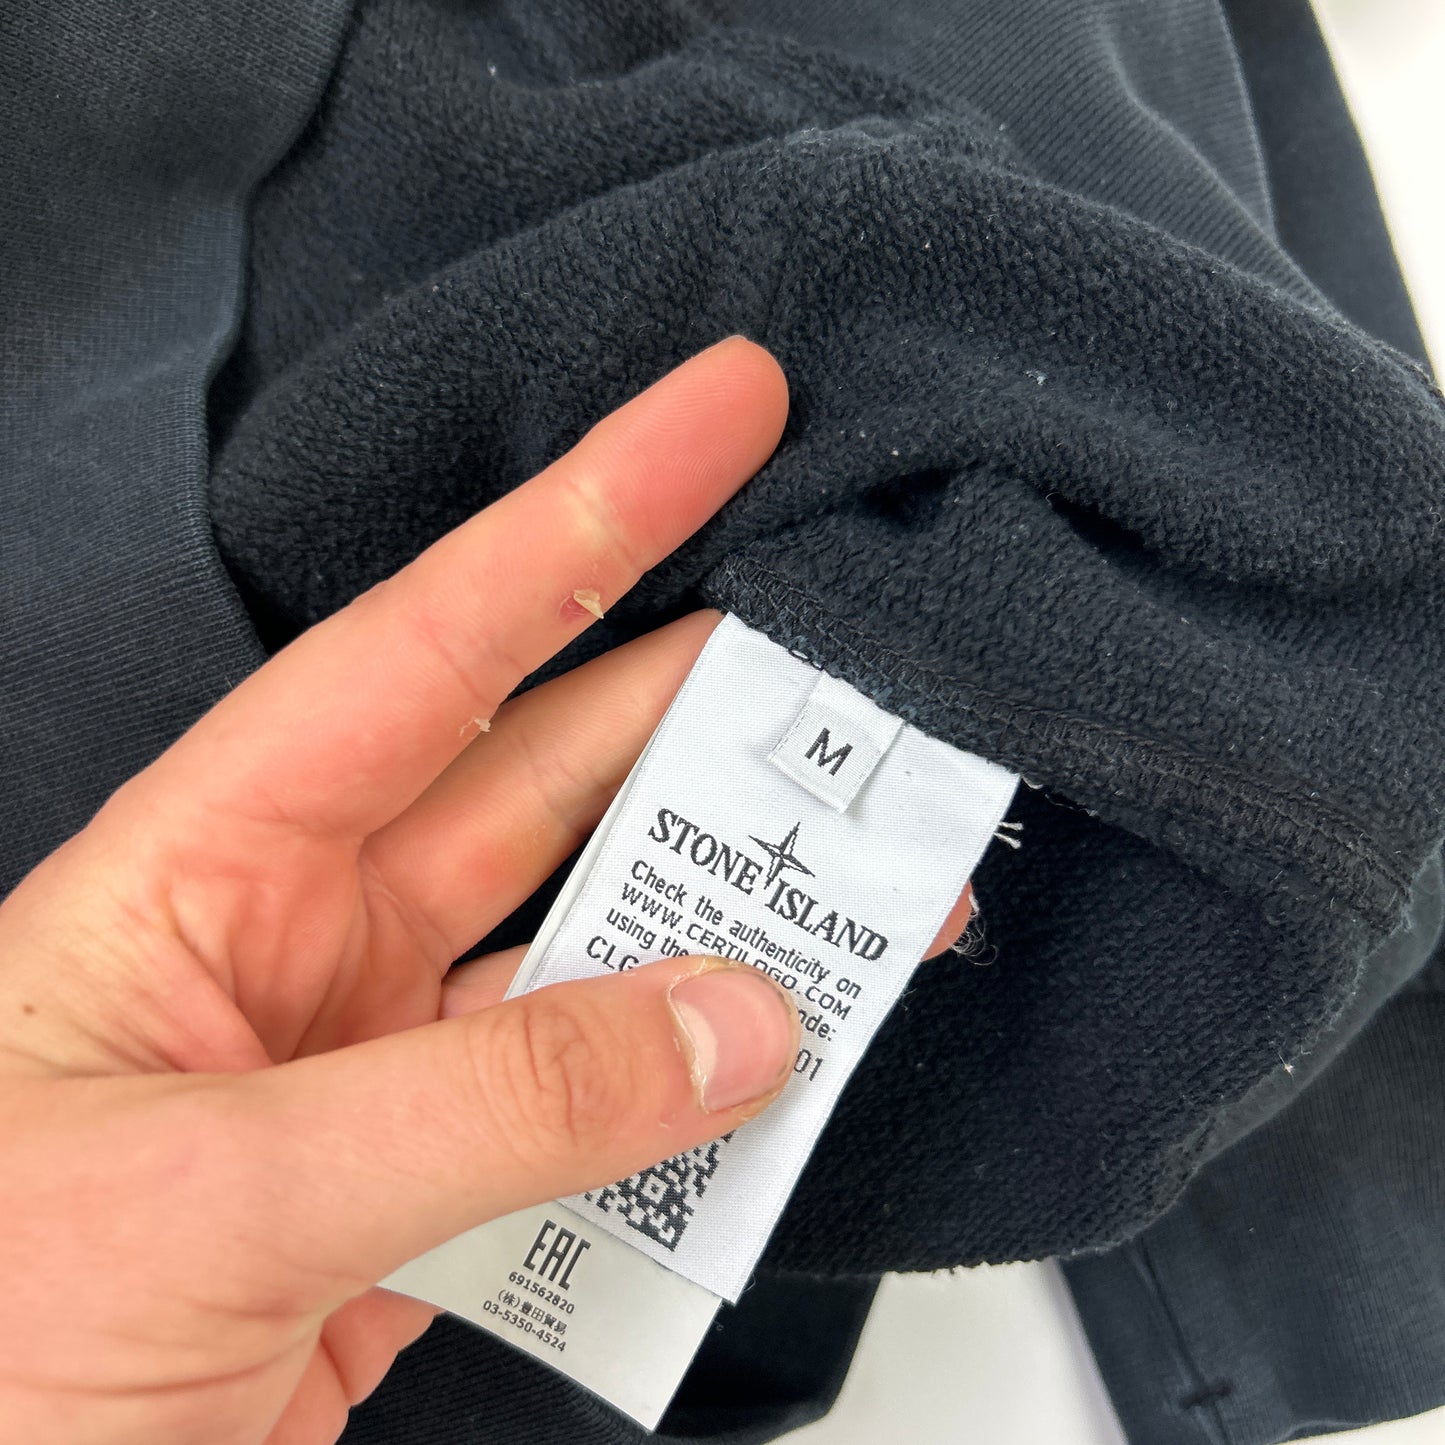 M
STONE ISLAND
Check the authenticity on
WWW.CERTILOGO.COM
using the
CLG
01
EAC
691562820
(株)豊田貿易
03-5350-4524